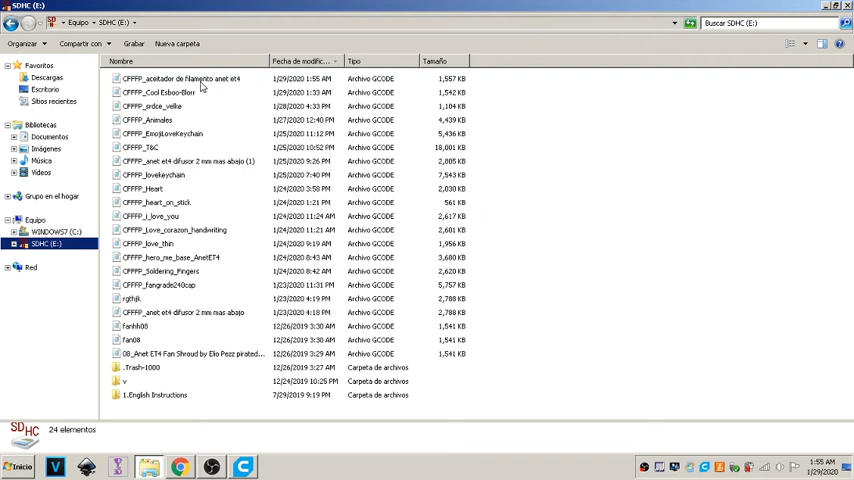 SDHC (E:)
Equipo ▸ SDHC (E:) ▸
Buscar SDHC (E:)
Organizar ▾ Compartir con ▾ Grabar Nueva carpeta
Favoritos
Descargas
Escritorio
Sitios recientes
Bibliotecas
Documentos
Imágenes
Música
Vídeos
Grupo en el hogar
Equipo
WINDOWS7 (C:)
SDHC (E:)
Red
Nombre Fecha de modific... Tipo Tamaño
CFFFP_aceitador de filamento anet et4 1/29/2020 1:55 AM Archivo GCODE 1,557 KB
CFFFP_Cool Esboo-Blorr 1/29/2020 1:33 AM Archivo GCODE 1,542 KB
CFFFP_srdce_velke 1/28/2020 4:33 PM Archivo GCODE 1,104 KB
CFFFP_Animales 1/27/2020 12:40 PM Archivo GCODE 4,439 KB
CFFFP_EmojiLoveKeychain 1/25/2020 11:12 PM Archivo GCODE 5,436 KB
CFFFP_T&C 1/25/2020 10:52 PM Archivo GCODE 18,001 KB
CFFFP_anet et4 difusor 2 mm mas abajo (1) 1/25/2020 9:26 PM Archivo GCODE 2,805 KB
CFFFP_lovekeychain 1/25/2020 7:40 PM Archivo GCODE 7,543 KB
CFFFP_Heart 1/24/2020 3:58 PM Archivo GCODE 2,030 KB
CFFFP_heart_on_stick 1/24/2020 1:21 PM Archivo GCODE 561 KB
CFFFP_i_love_you 1/24/2020 11:24 AM Archivo GCODE 2,617 KB
CFFFP_Love_corazon_handwriting 1/24/2020 11:21 AM Archivo GCODE 2,601 KB
CFFFP_love_thin 1/24/2020 9:19 AM Archivo GCODE 1,956 KB
CFFFP_hero_me_base_AnetET4 1/24/2020 8:43 AM Archivo GCODE 3,680 KB
CFFFP_Soldering_Fingers 1/24/2020 8:42 AM Archivo GCODE 2,620 KB
CFFFP_fangrade240cap 1/23/2020 11:31 PM Archivo GCODE 5,757 KB
rgthjk. 1/23/2020 4:19 PM Archivo GCODE 2,788 KB
CFFFP_anet et4 difusor 2 mm mas abajo 1/23/2020 4:18 PM Archivo GCODE 2,788 KB
fanhh08 12/26/2019 3:30 AM Archivo GCODE 1,541 KB
fan08 12/26/2019 3:30 AM Archivo GCODE 1,541 KB
08_Anet ET4 Fan Shroud by Elio Pezz pirated... 12/26/2019 3:29 AM Archivo GCODE 1,541 KB
.Trash-1000 12/26/2019 3:27 AM Carpeta de archivos
v 12/24/2019 10:25 PM Carpeta de archivos
1.English Instructions 7/29/2019 9:19 PM Carpeta de archivos
24 elementos
Inicio
1:55 AM
1/29/2020